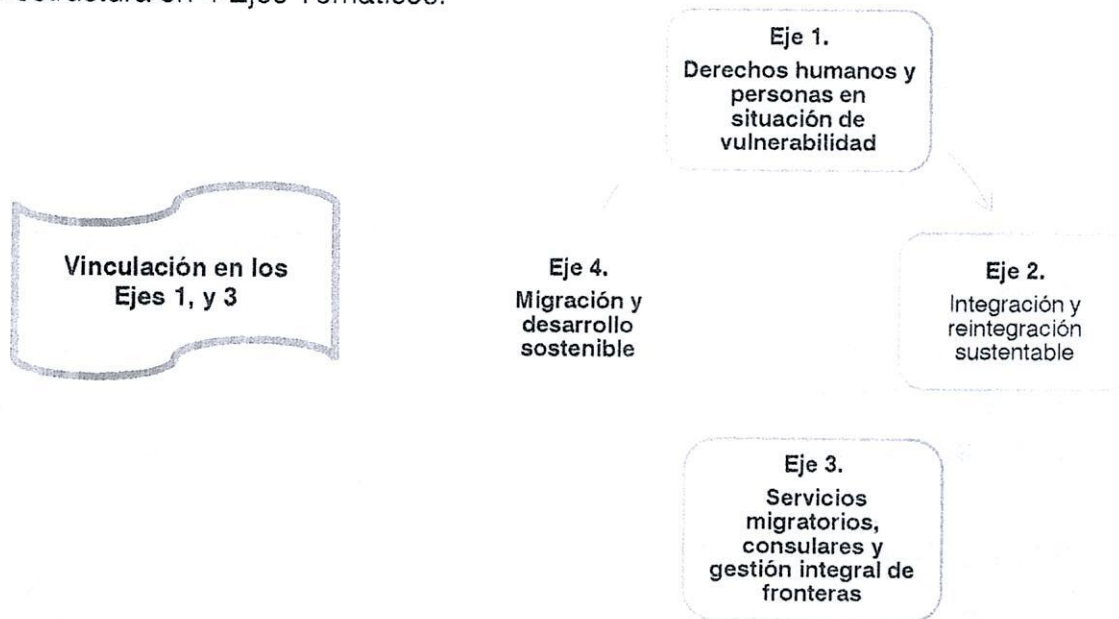 Eje 1.
Derechos humanos y
personas en
situación de
vulnerabilidad
Vinculación en los
Ejes 1, y 3
Eje 4.
Migración y
desarrollo
sostenible
Eje 2.
Integración y
reintegración
sustentable
Eje 3.
Servicios
migratorios,
consulares y
gestión integral de
fronteras